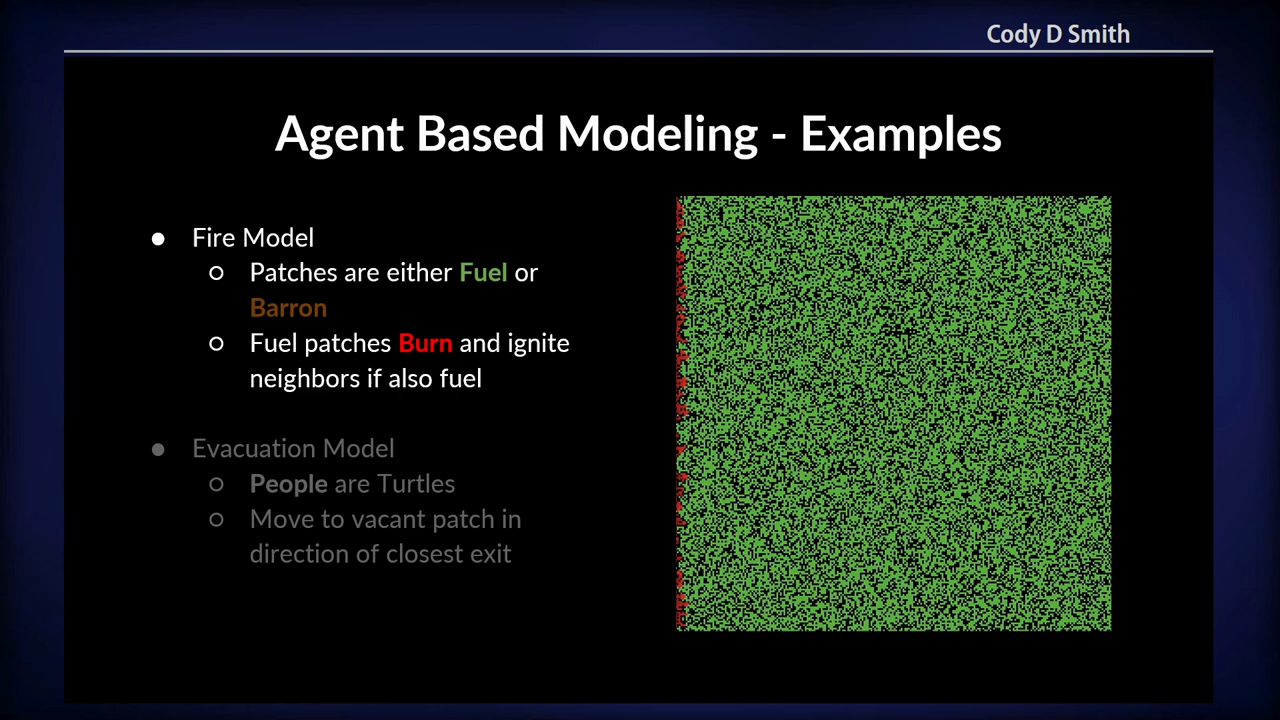 Cody D Smith
Agent Based Modeling - Examples
● Fire Model
○ Patches are either Fuel or
Barron
○ Fuel patches Burn and ignite
neighbors if also fuel
● Evacuation Model
○ People are Turtles
○ Move to vacant patch in
direction of closest exit